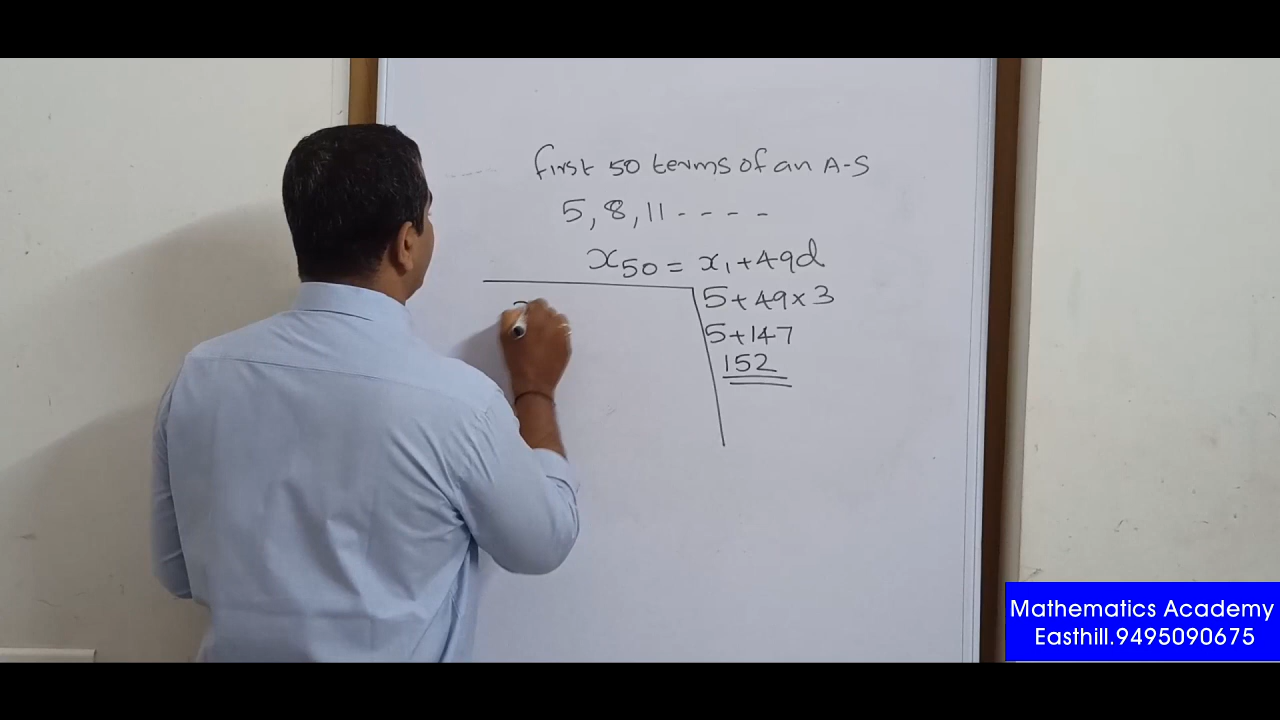 First 50 terms of an A-S
5, 8, 11 - - - -
x50 = x1 + 49d
5 + 49 x 3
5 + 147
152
Mathematics Academy
Easthill.9495090675